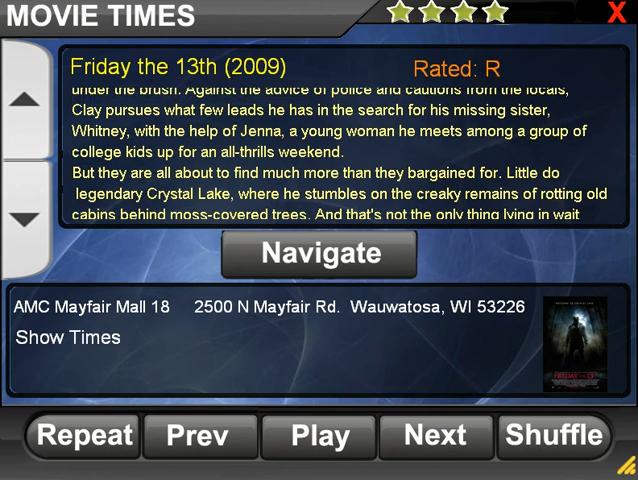 MOVIE TIMES
X
Friday the 13th (2009)
Rated: R
under the brush. Against the advice of police and cautions from the locals,
Clay pursues what few leads he has in the search for his missing sister,
Whitney, with the help of Jenna, a young woman he meets among a group of
college kids up for an all-thrills weekend.
But they are all about to find much more than they bargained for. Little do
legendary Crystal Lake, where he stumbles on the creaky remains of rotting old
cabins behind moss-covered trees. And that's not the only thing lying in wait
Navigate
AMC Mayfair Mall 18 2500 N Mayfair Rd. Wauwatosa, WI 53226
Show Times
FRIDAY THE 13TH
Repeat Prev Play Next Shuffle